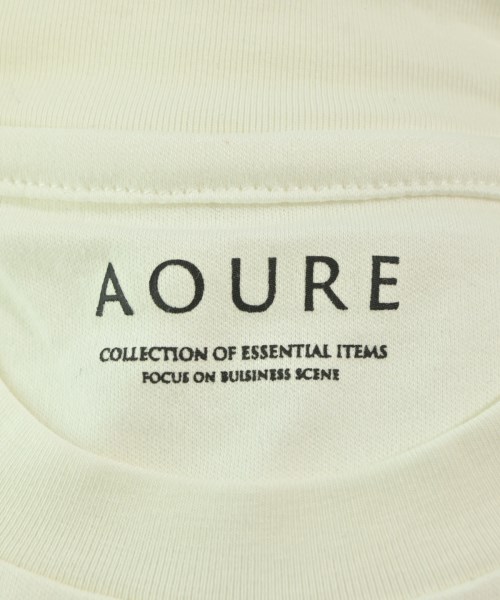 AOURE
COLLECTION OF ESSENTIAL ITEMS
FOCUS ON BUISINESS SCENE